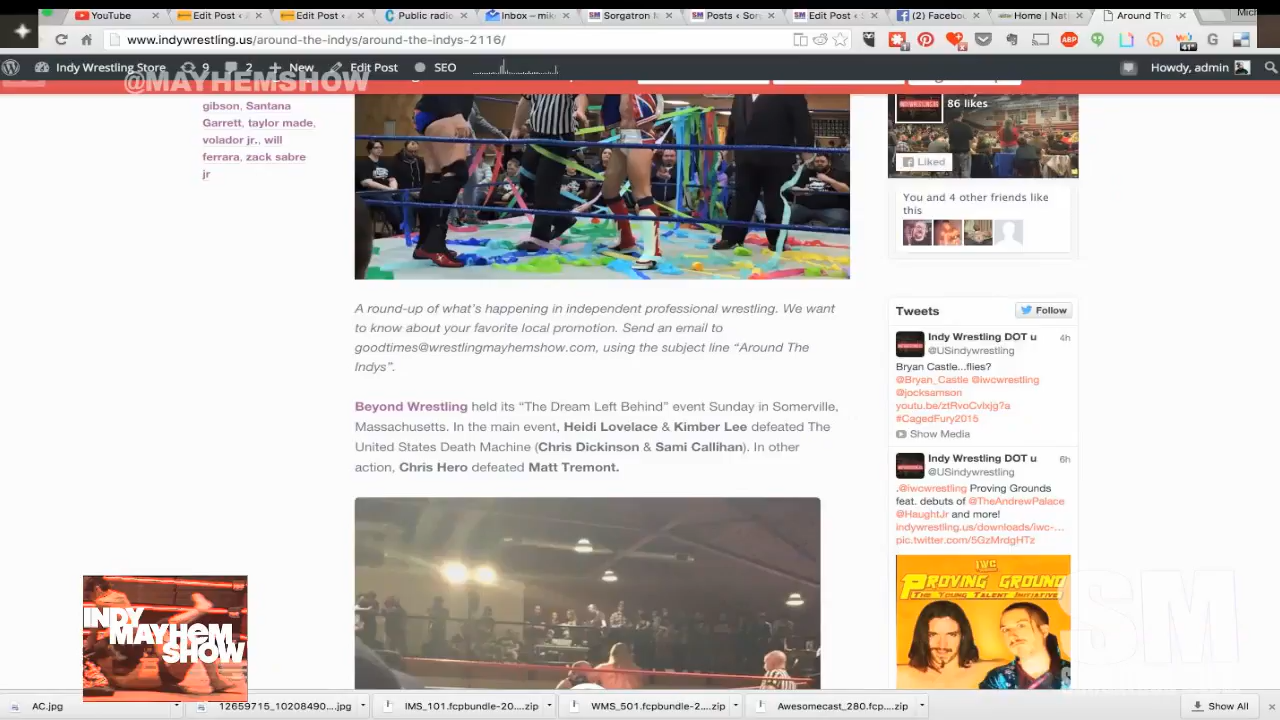 YouTube
Edit Post
Edit Post
Public radio
Inbox – mik
Sorgatron
Posts ‹ Sor
Edit Post ‹
(2) Facebo
Home | Nat
Around The
www.indywrestling.us/around-the-indys/around-the-indys-2116/
Indy Wrestling Store
9
2
New
Edit Post
SEO
Howdy, admin
@MAYHEMSHOW
gibson, Santana
Garrett, taylor made,
volador jr., will
ferrara, zack sabre
jr
86 likes
Liked
You and 4 other friends like
this
A round-up of what's happening in independent professional wrestling. We want
to know about your favorite local promotion. Send an email to
goodtimes@wrestlingmayhemshow.com, using the subject line “Around The
Indys”.
Beyond Wrestling held its “The Dream Left Behind” event Sunday in Somerville,
Massachusetts. In the main event, Heidi Lovelace & Kimber Lee defeated The
United States Death Machine (Chris Dickinson & Sami Callihan). In other
action, Chris Hero defeated Matt Tremont.
Tweets
Follow
Indy Wrestling DOT u
4h
@USindywrestling
Bryan Castle...flies?
@Bryan_Castle @iwcwrestling
@jocksamson
youtu.be/ztRvoCvIxjg?a
#CagedFury2015
Show Media
Indy Wrestling DOT u
6h
@USindywrestling
.@iwcwrestling Proving Grounds
feat. debuts of @TheAndrewPalace
@HaughtJr and more!
indywrestling.us/downloads/iwc-…
pic.twitter.com/5GzMrdgHTz
IWC
PROVING GROUND
THE YOUNG TALENT INITIATIVE
INDY
MAYHEM
SHOW
SM
AC.jpg
12659715_10208490....jpg
IMS_101.fcpbundle-20....zip
WMS_501.fcpbundle-2....zip
Awesomecast_280.fcp....zip
Show All